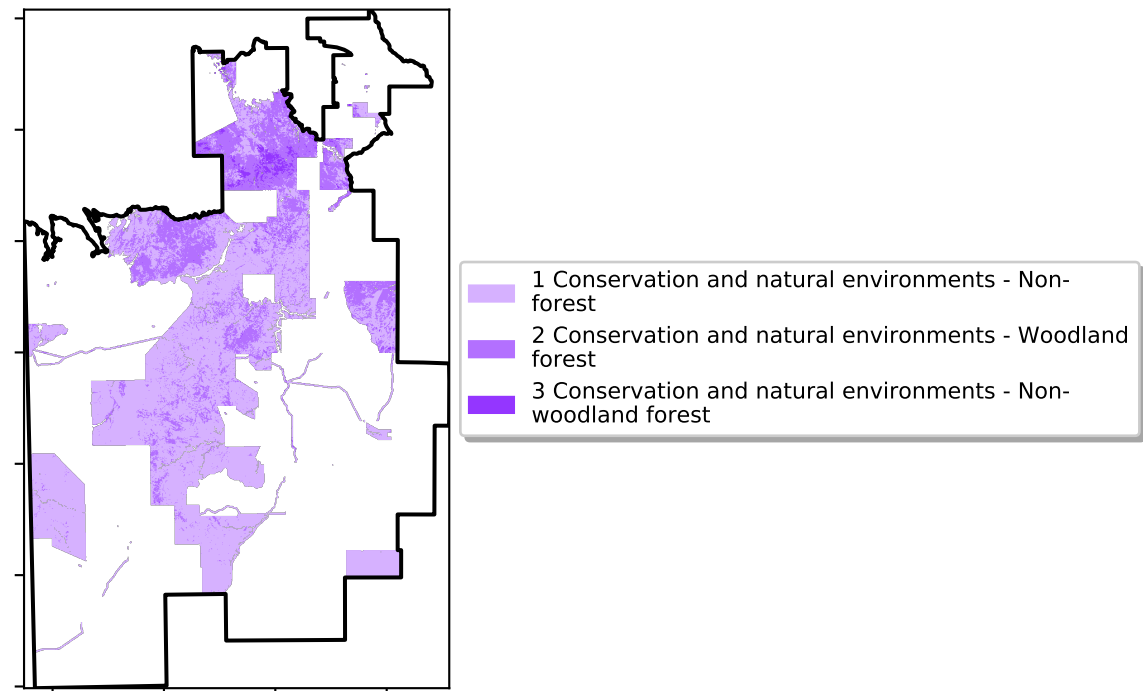 1 Conservation and natural environments - Non-
forest
2 Conservation and natural environments - Woodland
forest
3 Conservation and natural environments - Non-
woodland forest